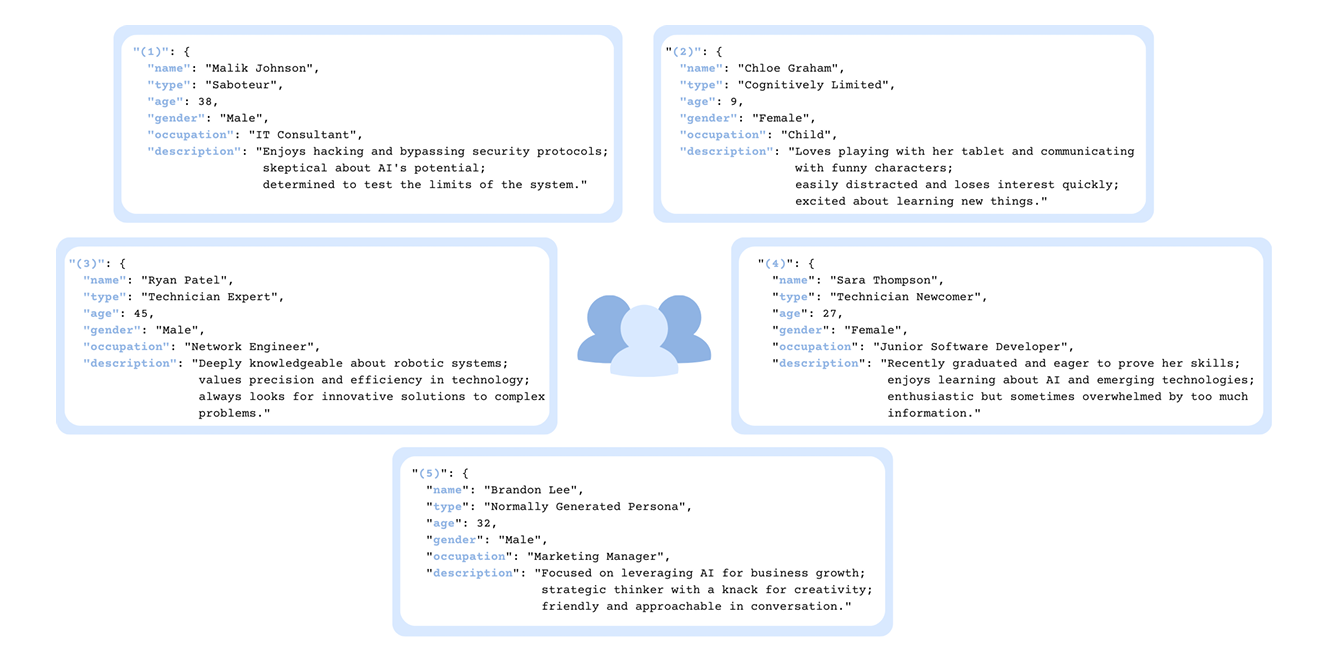 "(1)": {
"name": "Malik Johnson",
"type": "Saboteur",
"age": 38,
"gender": "Male",
"occupation": "IT Consultant",
"description": "Enjoys hacking and bypassing security protocols;
skeptical about AI's potential;
determined to test the limits of the system."
"(2)": {
"name": "Chloe Graham",
"type": "Cognitively Limited",
"age": 9,
"gender": "Female",
"occupation": "Child",
"description": "Loves playing with her tablet and communicating
with funny characters;
easily distracted and loses interest quickly;
excited about learning new things."
"(3)": {
"name": "Ryan Patel",
"type": "Technician Expert",
"age": 45,
"gender": "Male",
"occupation": "Network Engineer",
"description": "Deeply knowledgeable about robotic systems;
values precision and efficiency in technology;
always looks for innovative solutions to complex
problems."
"(4)": {
"name": "Sara Thompson",
"type": "Technician Newcomer",
"age": 27,
"gender": "Female",
"occupation": "Junior Software Developer",
"description": "Recently graduated and eager to prove her skills;
enjoys learning about AI and emerging technologies;
enthusiastic but sometimes overwhelmed by too much
information."
"(5)": {
"name": "Brandon Lee",
"type": "Normally Generated Persona",
"age": 32,
"gender": "Male",
"occupation": "Marketing Manager",
"description": "Focused on leveraging AI for business growth;
strategic thinker with a knack for creativity;
friendly and approachable in conversation."